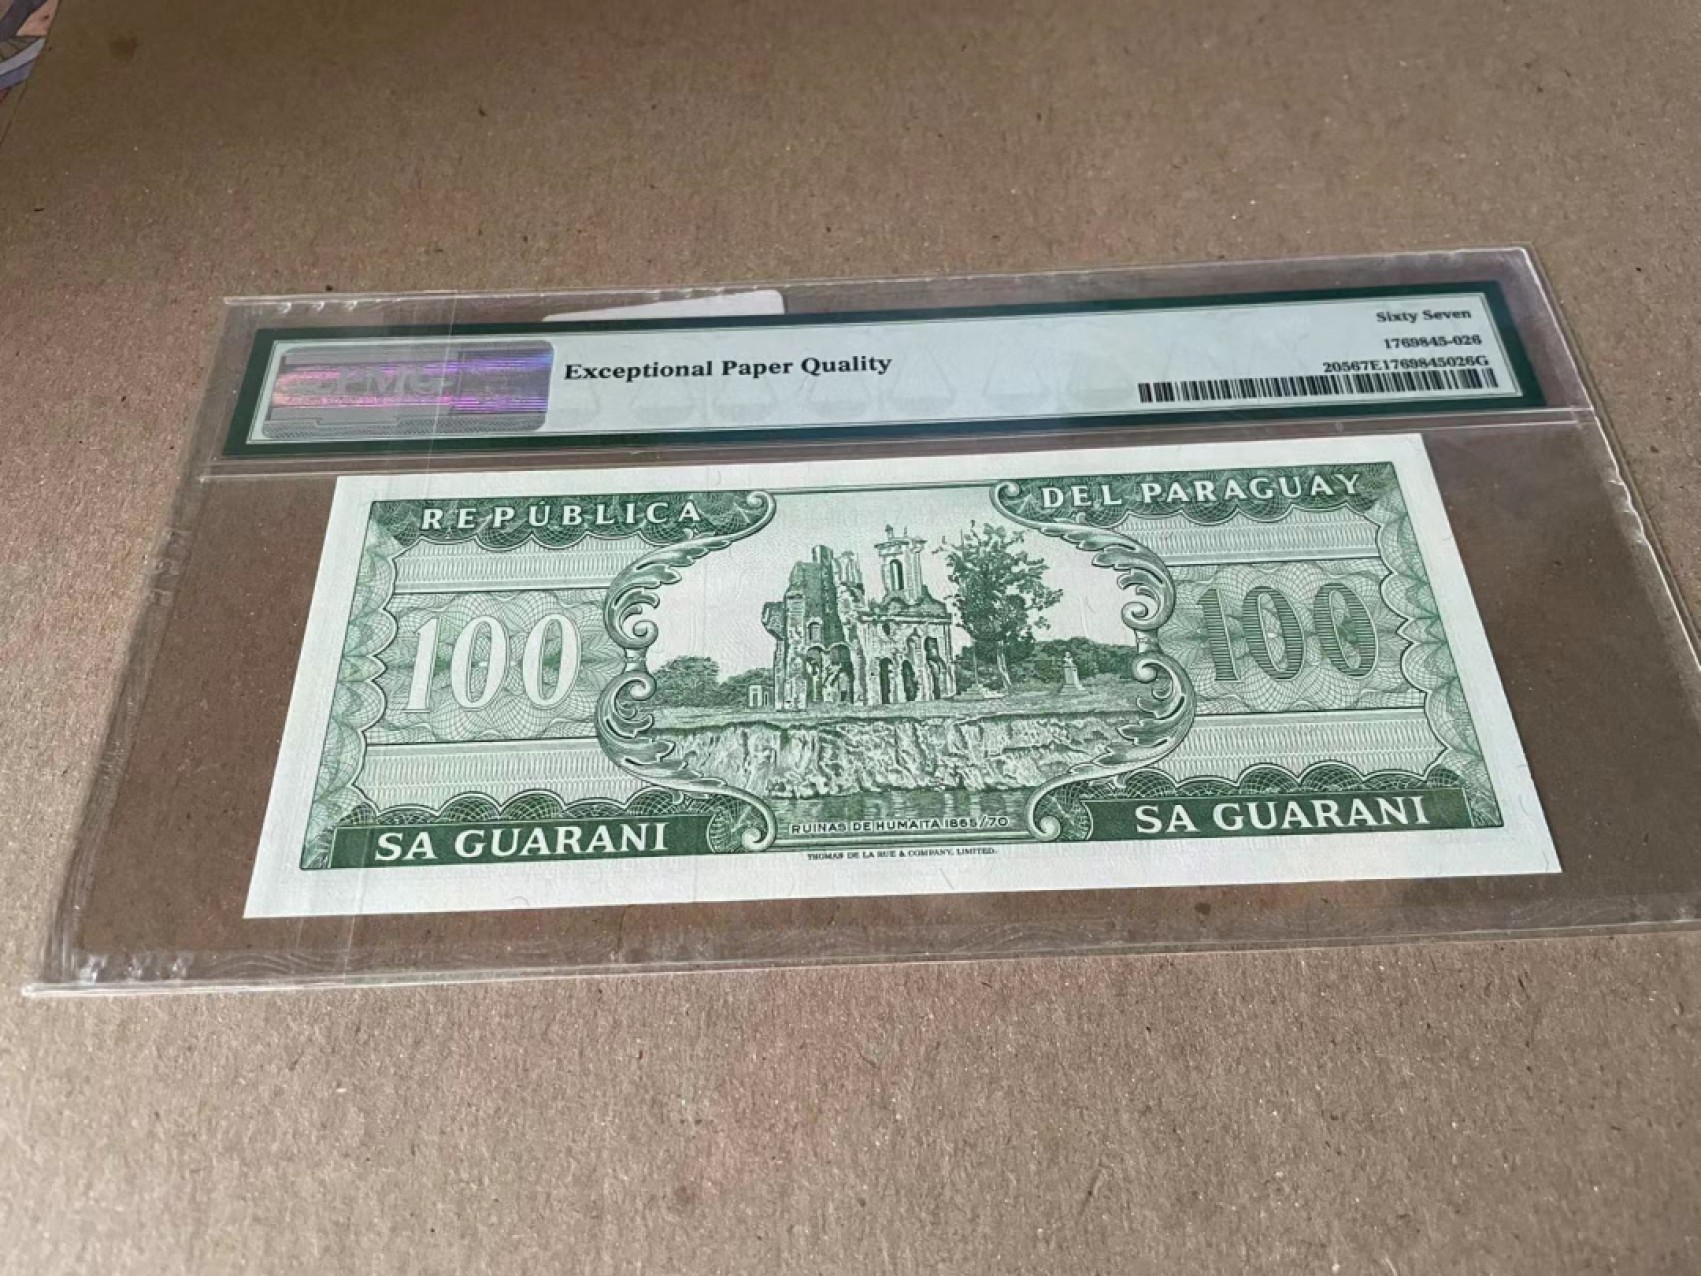 PMG
Exceptional Paper Quality
Sixty Seven
1769845-026
20567E1769845026G
REPÚBLICA DEL PARAGUAY
100 100
SA GUARANI RUINAS DE HUMAITA 1865/70 SA GUARANI
THOMAS DE LA RUE & COMPANY, LIMITED.